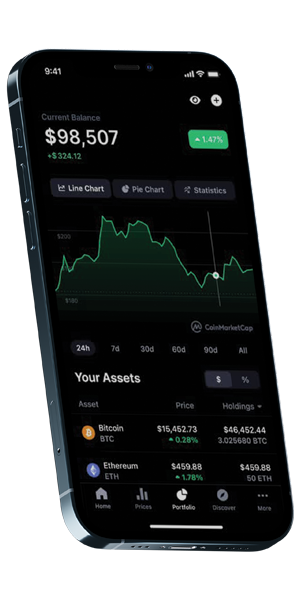 9:41
Current Balance
$98,507
1.47%
+$324.12
Line Chart Pie Chart Statistics
$200
$180
CoinMarketCap
24h 7d 30d 60d 90d All
Your Assets $ %
Asset Price Holdings
Bitcoin $15,452.73 $46,452.44
BTC 0.28% 3.025680 BTC
Ethereum $459.88 $459.88
ETH 1.78% 50 ETH
Home Prices Portfolio Discover More